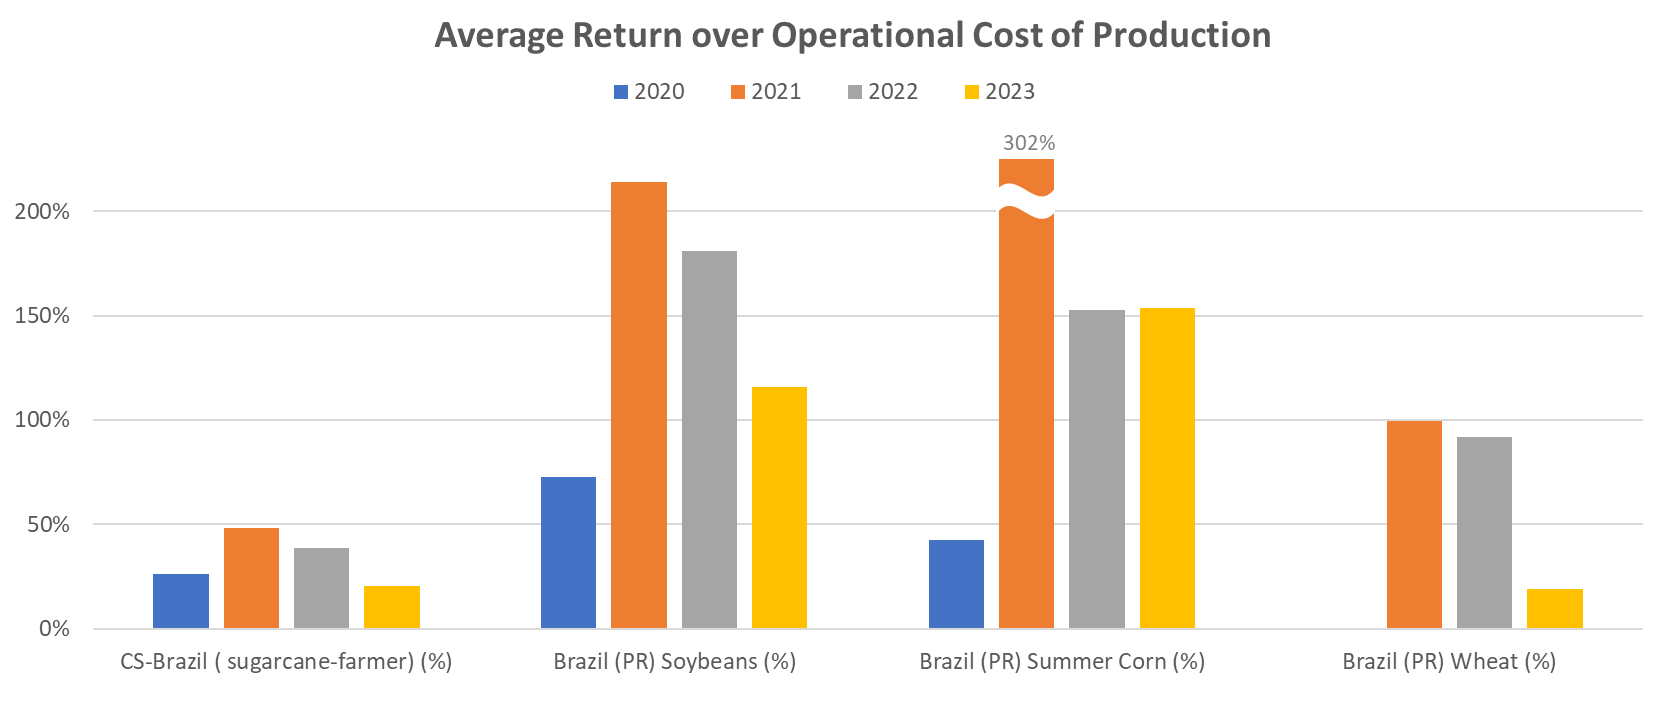 Average Return over Operational Cost of Production
2020 2021 2022 2023
302%
200%
150%
100%
50%
0%
CS-Brazil ( sugarcane-farmer) (%) Brazil (PR) Soybeans (%) Brazil (PR) Summer Corn (%) Brazil (PR) Wheat (%)